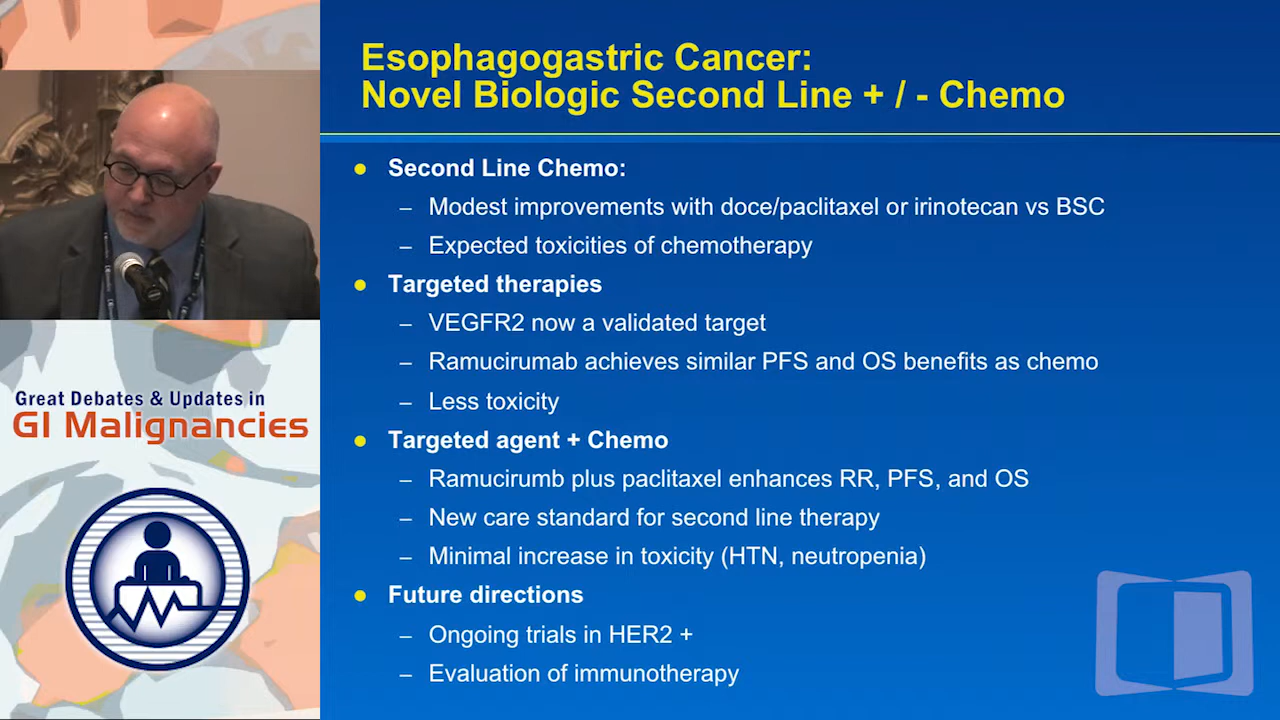 Esophagogastric Cancer:
Novel Biologic Second Line + / - Chemo
● Second Line Chemo:
– Modest improvements with doce/paclitaxel or irinotecan vs BSC
– Expected toxicities of chemotherapy
● Targeted therapies
– VEGFR2 now a validated target
– Ramucirumab achieves similar PFS and OS benefits as chemo
– Less toxicity
● Targeted agent + Chemo
– Ramucirumb plus paclitaxel enhances RR, PFS, and OS
– New care standard for second line therapy
– Minimal increase in toxicity (HTN, neutropenia)
● Future directions
– Ongoing trials in HER2 +
– Evaluation of immunotherapy
Great Debates & Updates in
GI Malignancies